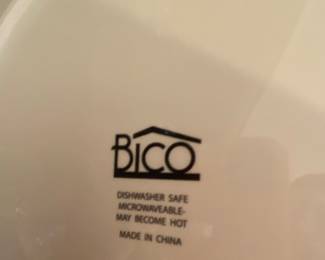 BICO
DISHWASHER SAFE
MICROWAVEABLE-
MAY BECOME HOT
MADE IN CHINA